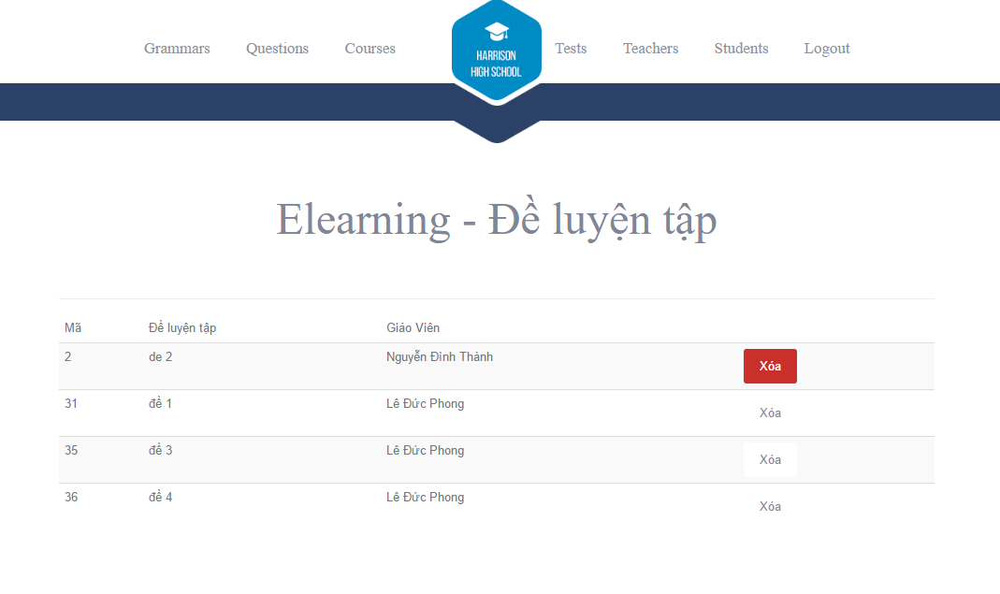 Grammars Questions Courses Tests Teachers Students Logout
HARRISON
HIGH SCHOOL
Elearning - Đề luyện tập
Mã Đề luyện tập Giáo Viên
2 de 2 Nguyễn Đình Thành Xóa
31 đề 1 Lê Đức Phong Xóa
35 đề 3 Lê Đức Phong Xóa
36 đề 4 Lê Đức Phong Xóa